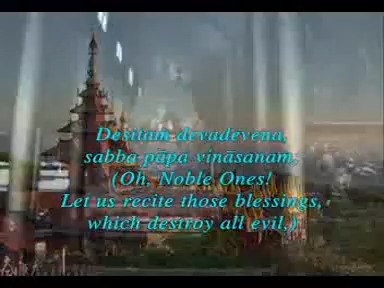 Desitam devadevena,
sabba pāpa vināsanam,
(Oh, Noble Ones!
Let us recite those blessings,
which destroy all evil,)